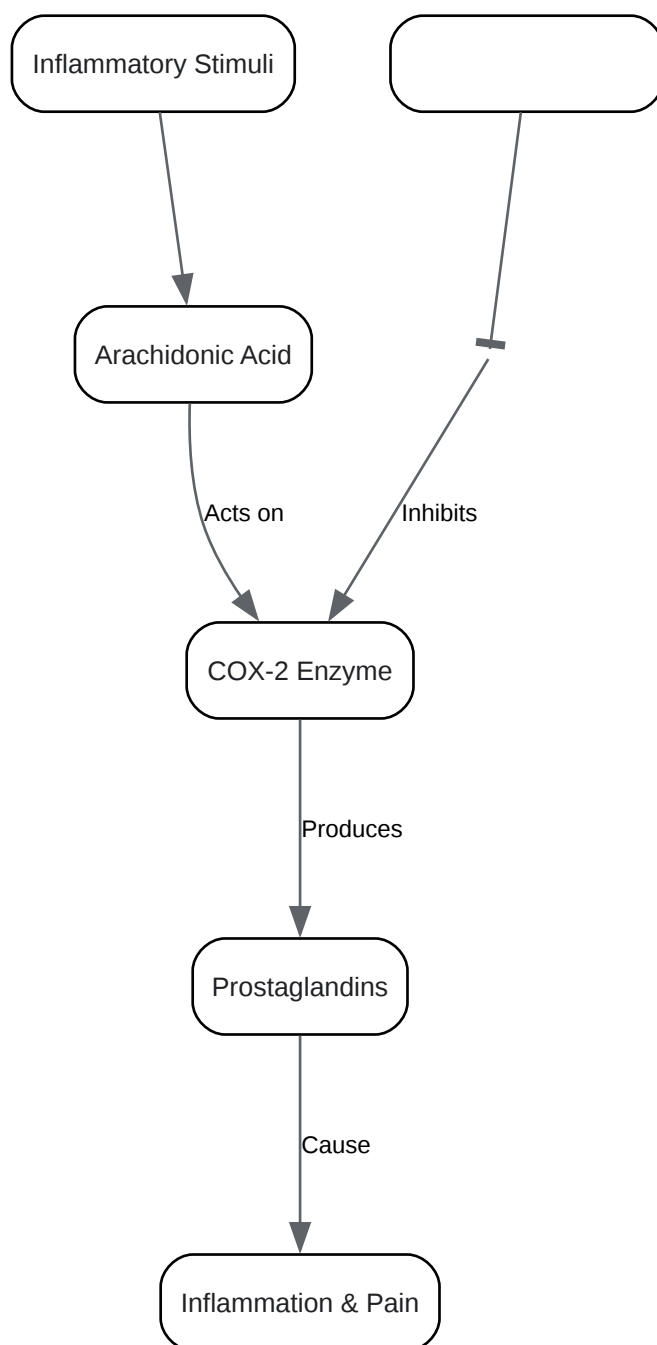 Inflammatory Stimuli
Arachidonic Acid
Acts on
Inhibits
COX-2 Enzyme
Produces
Prostaglandins
Cause
Inflammation & Pain